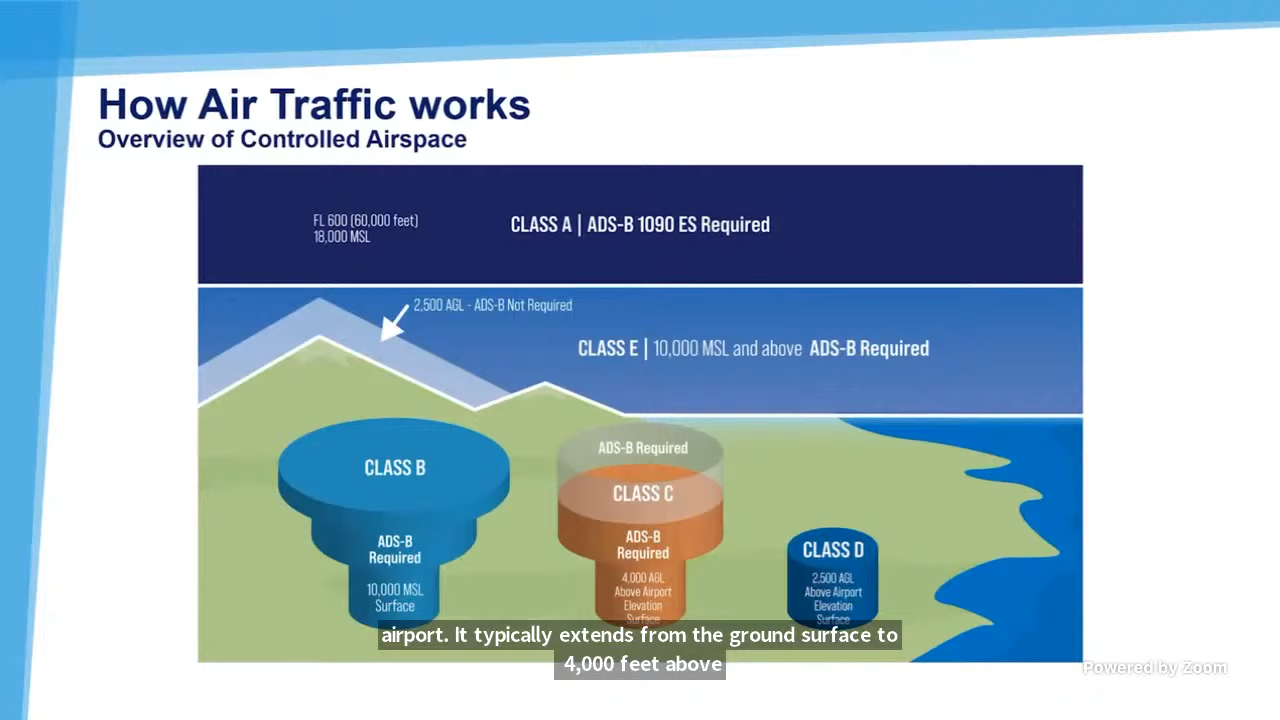 How Air Traffic works
Overview of Controlled Airspace
FL 600 (60,000 feet)
18,000 MSL
CLASS A | ADS-B 1090 ES Required
2,500 AGL - ADS-B Not Required
CLASS E | 10,000 MSL and above ADS-B Required
CLASS B
ADS-B
Required
10,000 MSL
Surface
ADS-B Required
CLASS C
ADS-B
Required
4,000 AGL
Above Airport
Elevation
Surface
CLASS D
2,500 AGL
Above Airport
Elevation
Surface
airport. It typically extends from the ground surface to
4,000 feet above
Powered by Zoom